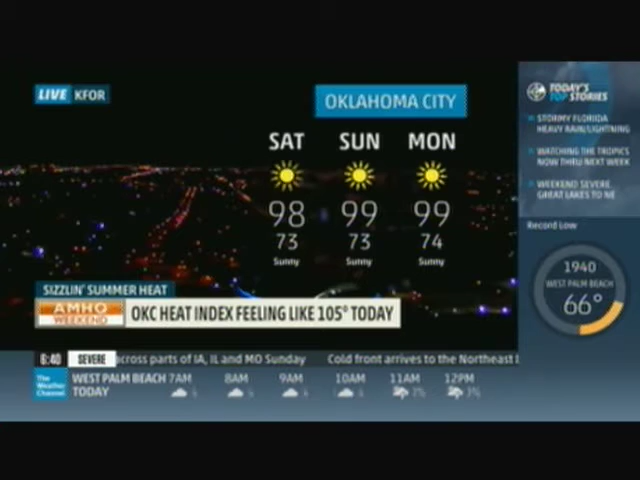 LIVE KFOR
OKLAHOMA CITY
SAT SUN MON
98 99 99
73 73 74
Sunny Sunny Sunny
SIZZLIN' SUMMER HEAT
AMHQ
WEEKEND
OKC HEAT INDEX FEELING LIKE 105° TODAY
TODAY'S
TOP STORIES
STORMY FLORIDA
HEAVY RAIN/LIGHTNING
WATCHING THE TROPICS
NOW THRU NEXT WEEK
WEEKEND SEVERE
GREAT LAKES TO NE
Record Low
1940
WEST PALM BEACH
66°
6:40 SEVERE across parts of IA, IL and MO Sunday Cold front arrives to the Northeast
The
Weather
Channel
WEST PALM BEACH 7AM 8AM 9AM 10AM 11AM 12PM
TODAY